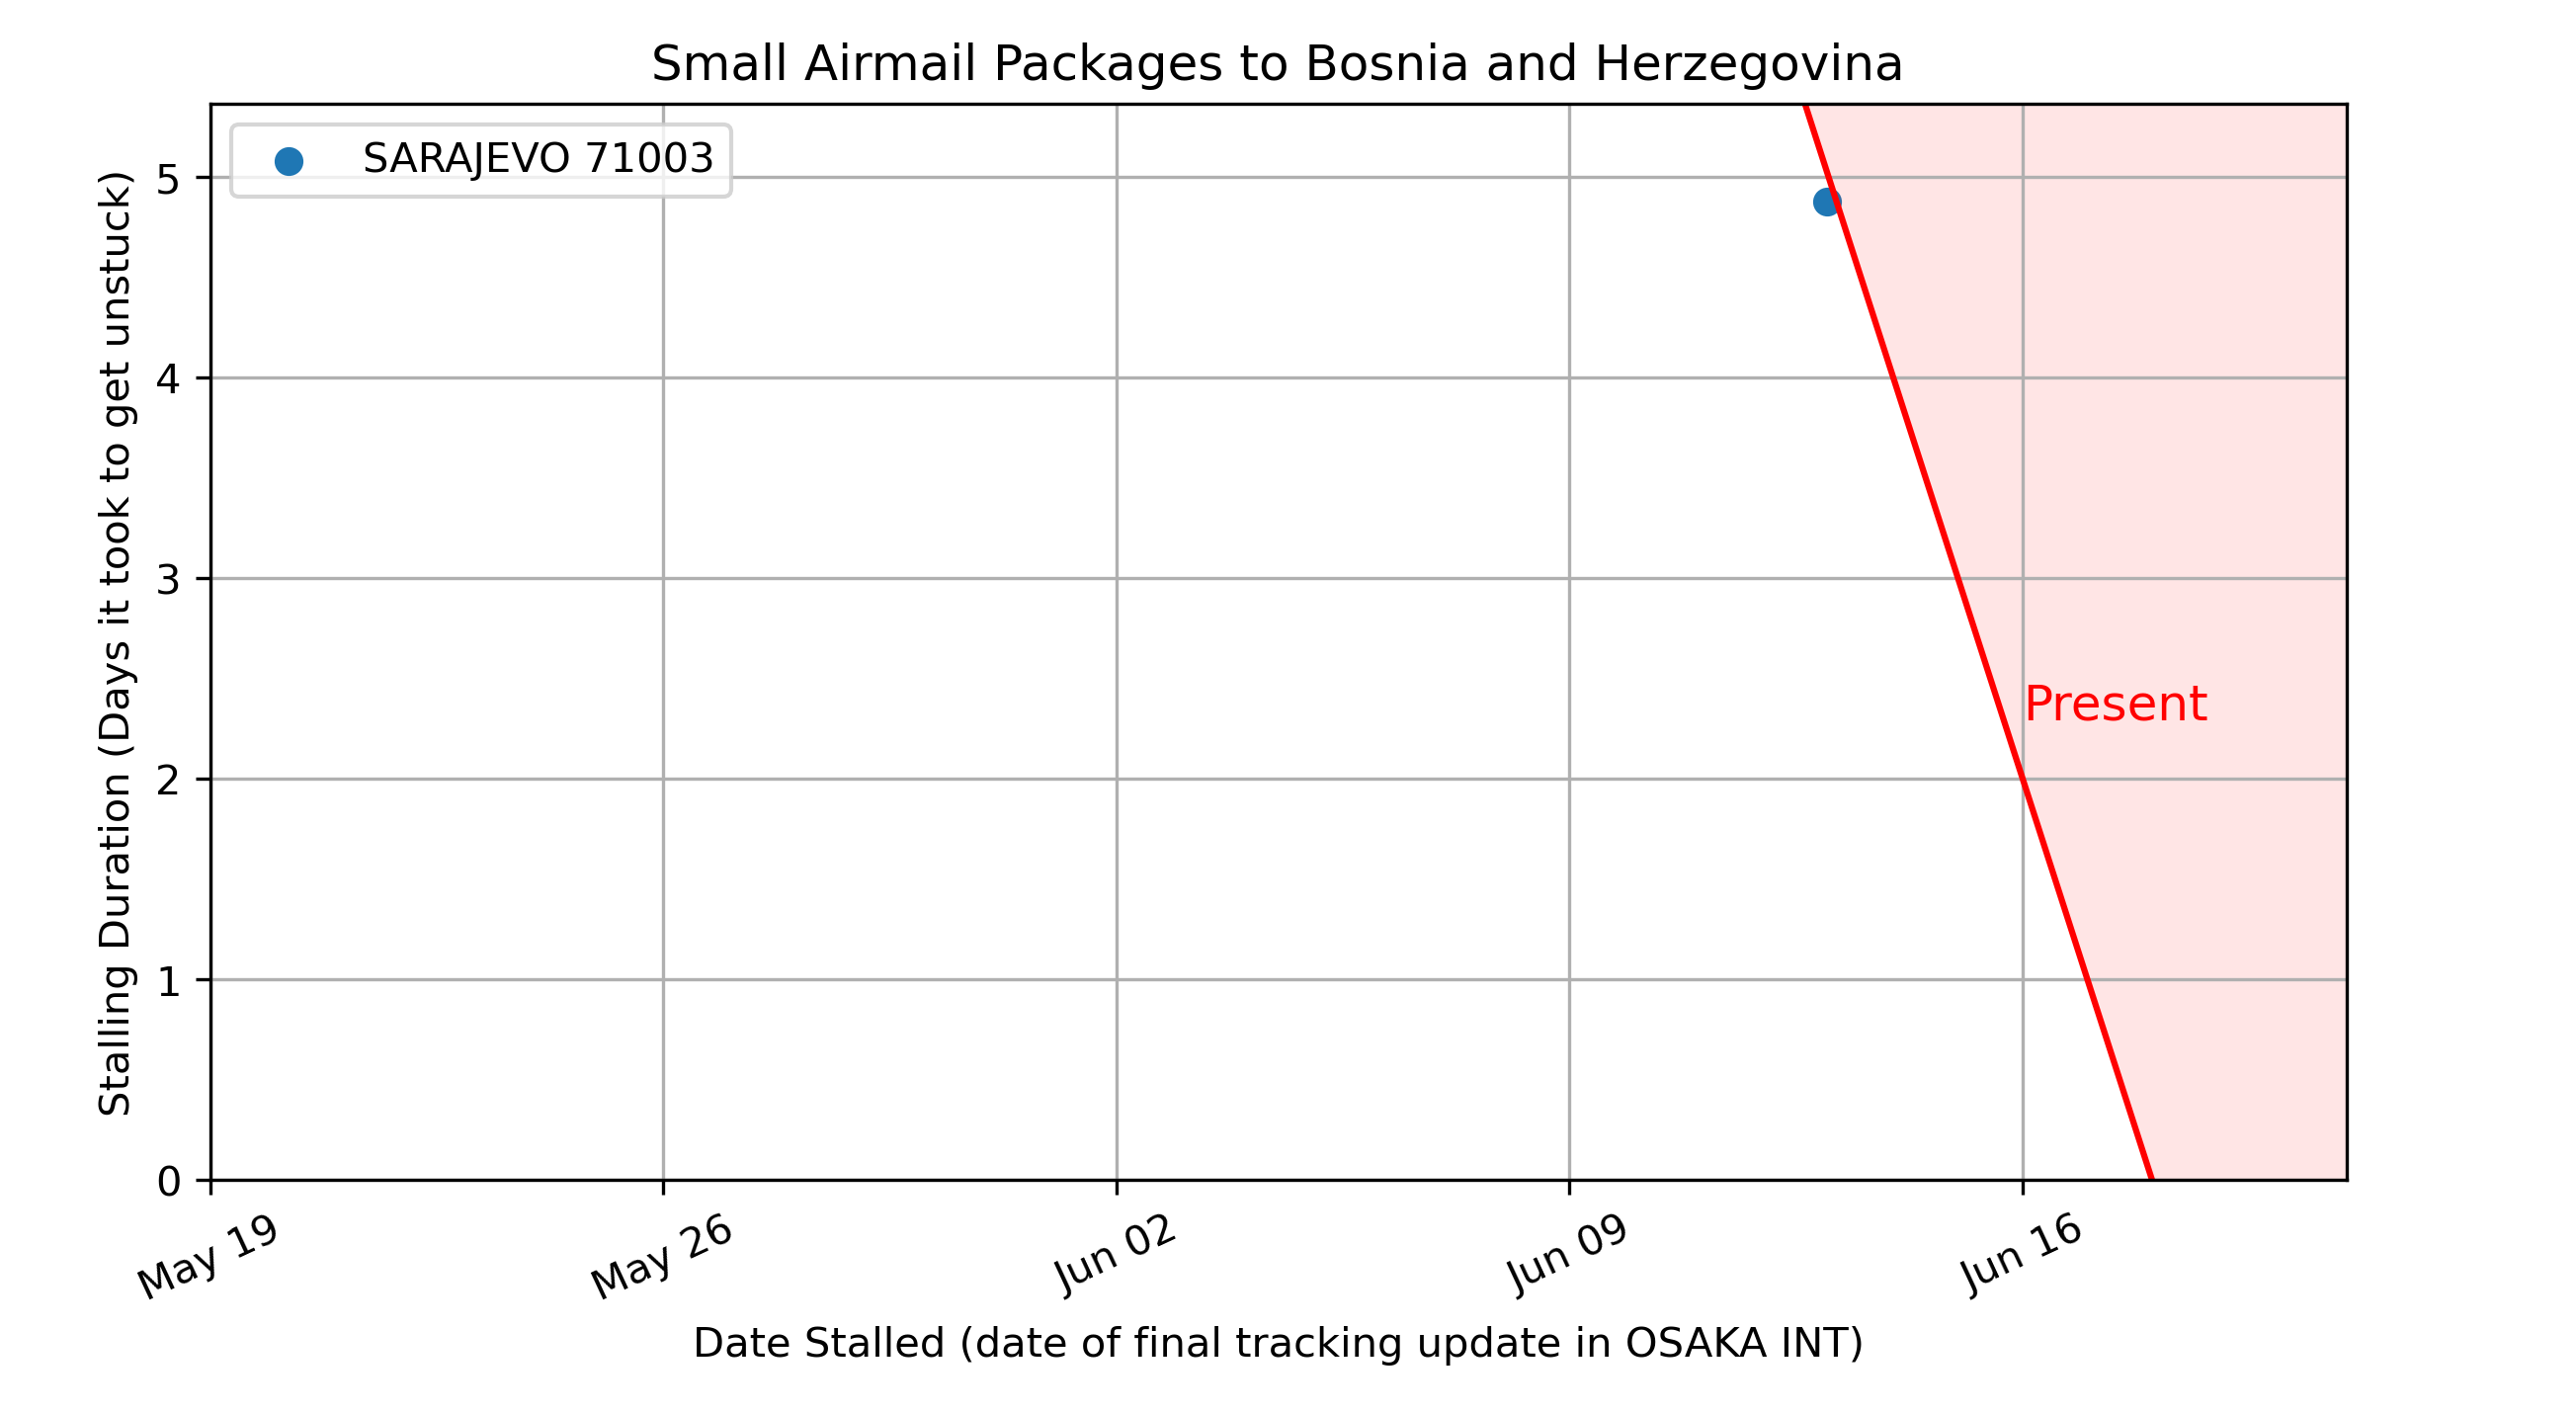 Small Airmail Packages to Bosnia and Herzegovina
SARAJEVO 71003
Stalling Duration (Days it took to get unstuck)
5
4
3
2
1
0
Present
May 19
May 26
Jun 02
Jun 09
Jun 16
Date Stalled (date of final tracking update in OSAKA INT)